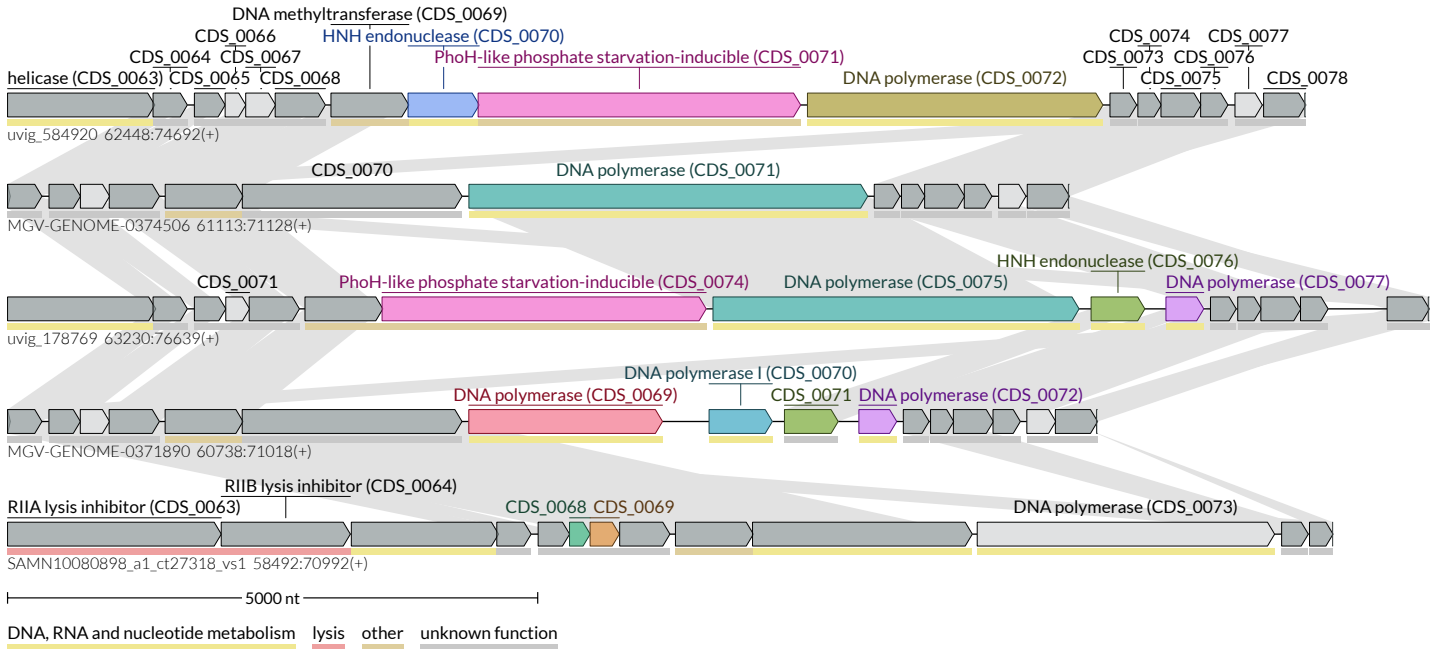 DNA methyltransferase (CDS_0069)
CDS_0066 HNH endonuclease (CDS_0070) CDS_0074 CDS_0077
CDS_0064 CDS_0067 PhoH-like phosphate starvation-inducible (CDS_0071) CDS_0073 CDS_0076
helicase (CDS_0063) CDS_0065 CDS_0068 DNA polymerase (CDS_0072) CDS_0075 CDS_0078
uvig_584920 62448:74692(+)
CDS_0070 DNA polymerase (CDS_0071)
MGV-GENOME-0374506 61113:71128(+)
HNH endonuclease (CDS_0076)
CDS_0071 PhoH-like phosphate starvation-inducible (CDS_0074) DNA polymerase (CDS_0075) DNA polymerase (CDS_0077)
uvig_178769 63230:76639(+)
DNA polymerase I (CDS_0070)
DNA polymerase (CDS_0069) CDS_0071 DNA polymerase (CDS_0072)
MGV-GENOME-0371890 60738:71018(+)
RIIB lysis inhibitor (CDS_0064)
RIIA lysis inhibitor (CDS_0063) CDS_0068 CDS_0069 DNA polymerase (CDS_0073)
SAMN10080898_a1_ct27318_vs1 58492:70992(+)
5000 nt
DNA, RNA and nucleotide metabolism lysis other unknown function